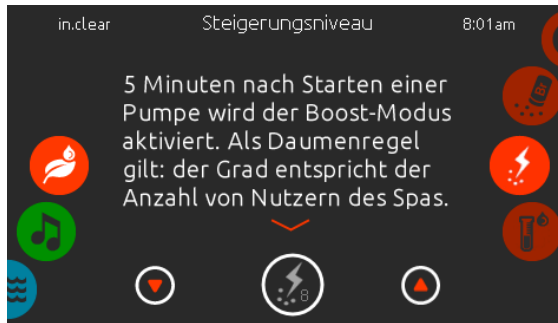 in.clear Steigerungsniveau 8:01am
5 Minuten nach Starten einer
Pumpe wird der Boost-Modus
aktiviert. Als Daumenregel
gilt: der Grad entspricht der
Anzahl von Nutzern des Spas.
Br
8